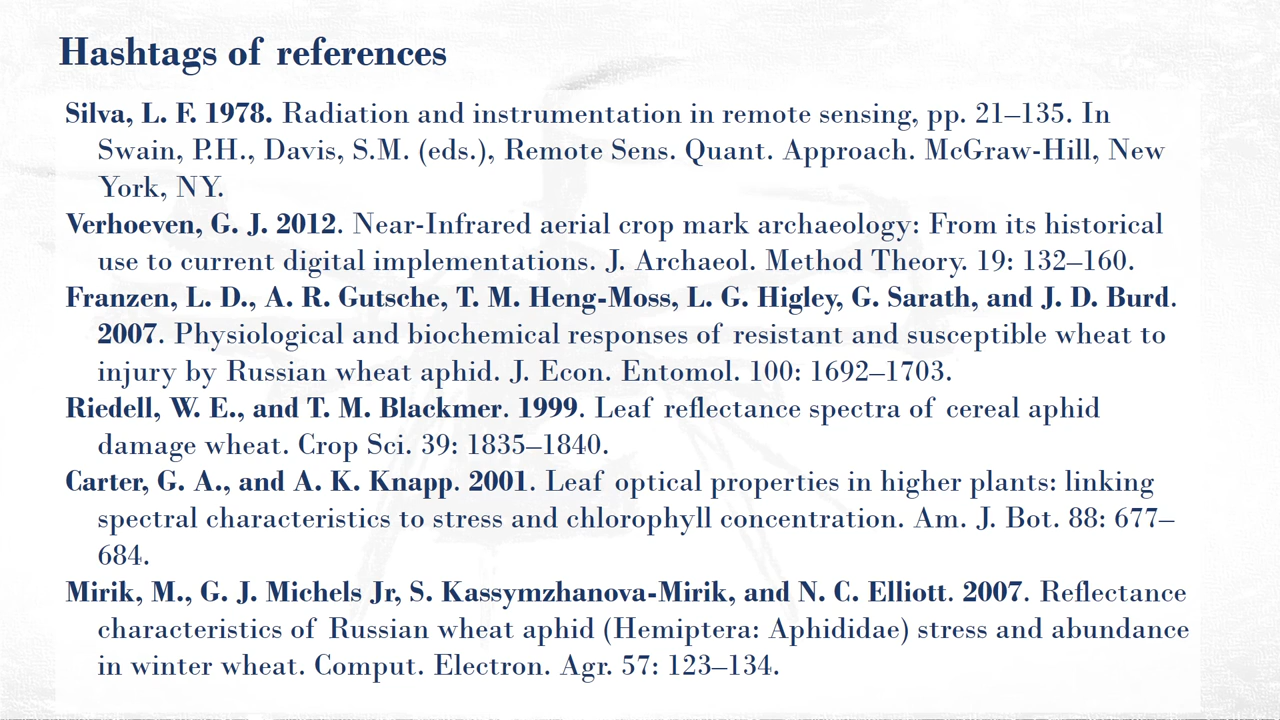 Hashtags of references
Silva, L. F. 1978. Radiation and instrumentation in remote sensing, pp. 21–135. In
Swain, P.H., Davis, S.M. (eds.), Remote Sens. Quant. Approach. McGraw-Hill, New
York, NY.
Verhoeven, G. J. 2012. Near-Infrared aerial crop mark archaeology: From its historical
use to current digital implementations. J. Archaeol. Method Theory. 19: 132–160.
Franzen, L. D., A. R. Gutsche, T. M. Heng-Moss, L. G. Higley, G. Sarath, and J. D. Burd.
2007. Physiological and biochemical responses of resistant and susceptible wheat to
injury by Russian wheat aphid. J. Econ. Entomol. 100: 1692–1703.
Riedell, W. E., and T. M. Blackmer. 1999. Leaf reflectance spectra of cereal aphid
damage wheat. Crop Sci. 39: 1835–1840.
Carter, G. A., and A. K. Knapp. 2001. Leaf optical properties in higher plants: linking
spectral characteristics to stress and chlorophyll concentration. Am. J. Bot. 88: 677–
684.
Mirik, M., G. J. Michels Jr, S. Kassymzhanova-Mirik, and N. C. Elliott. 2007. Reflectance
characteristics of Russian wheat aphid (Hemiptera: Aphididae) stress and abundance
in winter wheat. Comput. Electron. Agr. 57: 123–134.